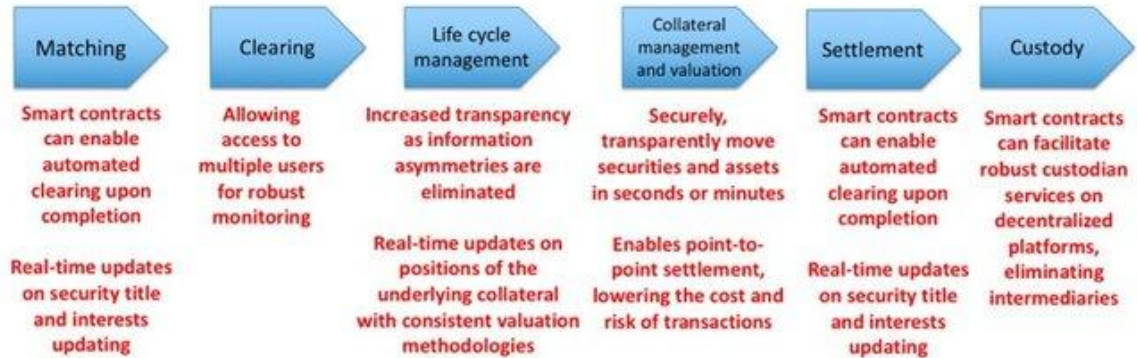 Matching
Clearing
Life cycle
management
Collateral
management
and valuation
Settlement
Custody
Smart contracts
can enable
automated
clearing upon
completion
Real-time updates
on security title
and interests
updating
Allowing
access to
multiple users
for robust
monitoring
Increased transparency
as information
asymmetries are
eliminated
Real-time updates on
positions of the
underlying collateral
with consistent valuation
methodologies
Securely,
transparently move
securities and assets
in seconds or minutes
Enables point-to-
point settlement,
lowering the cost and
risk of transactions
Smart contracts
can enable
automated
clearing upon
completion
Real-time updates
on security title
and interests
updating
Smart contracts
can facilitate
robust custodian
services on
decentralized
platforms,
eliminating
intermediaries